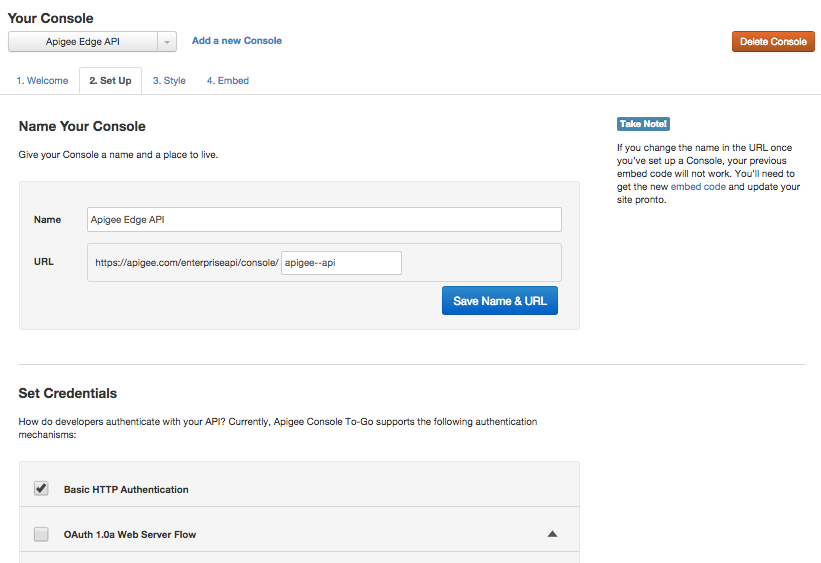 Your Console
Apigee Edge API
Add a new Console
Delete Console
1. Welcome
2. Set Up
3. Style
4. Embed
Name Your Console
Give your Console a name and a place to live.
Name
Apigee Edge API
URL
https://apigee.com/enterpriseapi/console/
apigee--api
Save Name & URL
Take Note!
If you change the name in the URL once
you've set up a Console, your previous
embed code will not work. You'll need to
get the new embed code and update your
site pronto.
Set Credentials
How do developers authenticate with your API? Currently, Apigee Console To-Go supports the following authentication
mechanisms:
Basic HTTP Authentication
OAuth 1.0a Web Server Flow